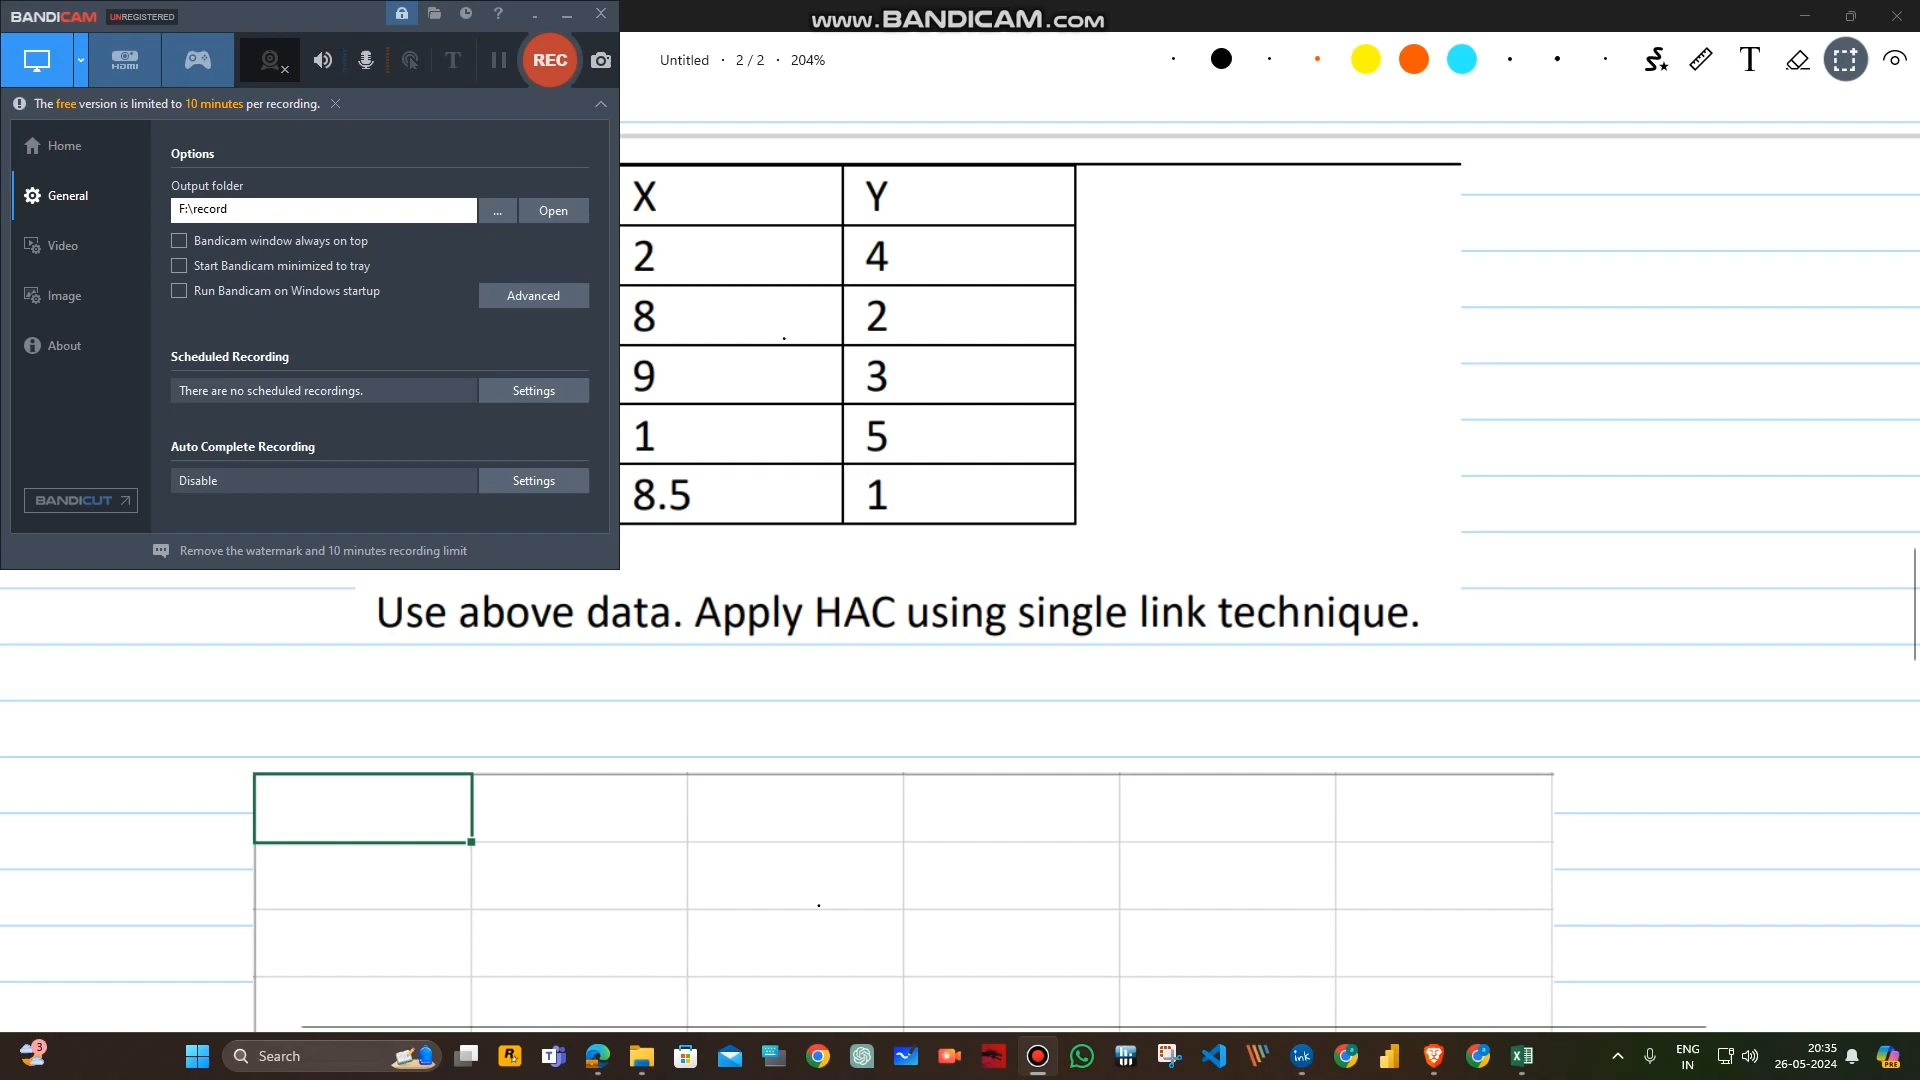 BANDICAM UNREGISTERED
www.BANDICAM.com
HDMI
T
REC
Untitled · 2 / 2 · 204%
T
The free version is limited to 10 minutes per recording.
Home
General
Video
Image
About
BANDICUT
Options
Output folder
F:\record
...
Open
Bandicam window always on top
Start Bandicam minimized to tray
Run Bandicam on Windows startup
Advanced
Scheduled Recording
There are no scheduled recordings.
Settings
Auto Complete Recording
Disable
Settings
Remove the watermark and 10 minutes recording limit
X Y
2 4
8 2
9 3
1 5
8.5 1
Use above data. Apply HAC using single link technique.
3
Search
ink
ENG
IN
20:35
26-05-2024
PRE